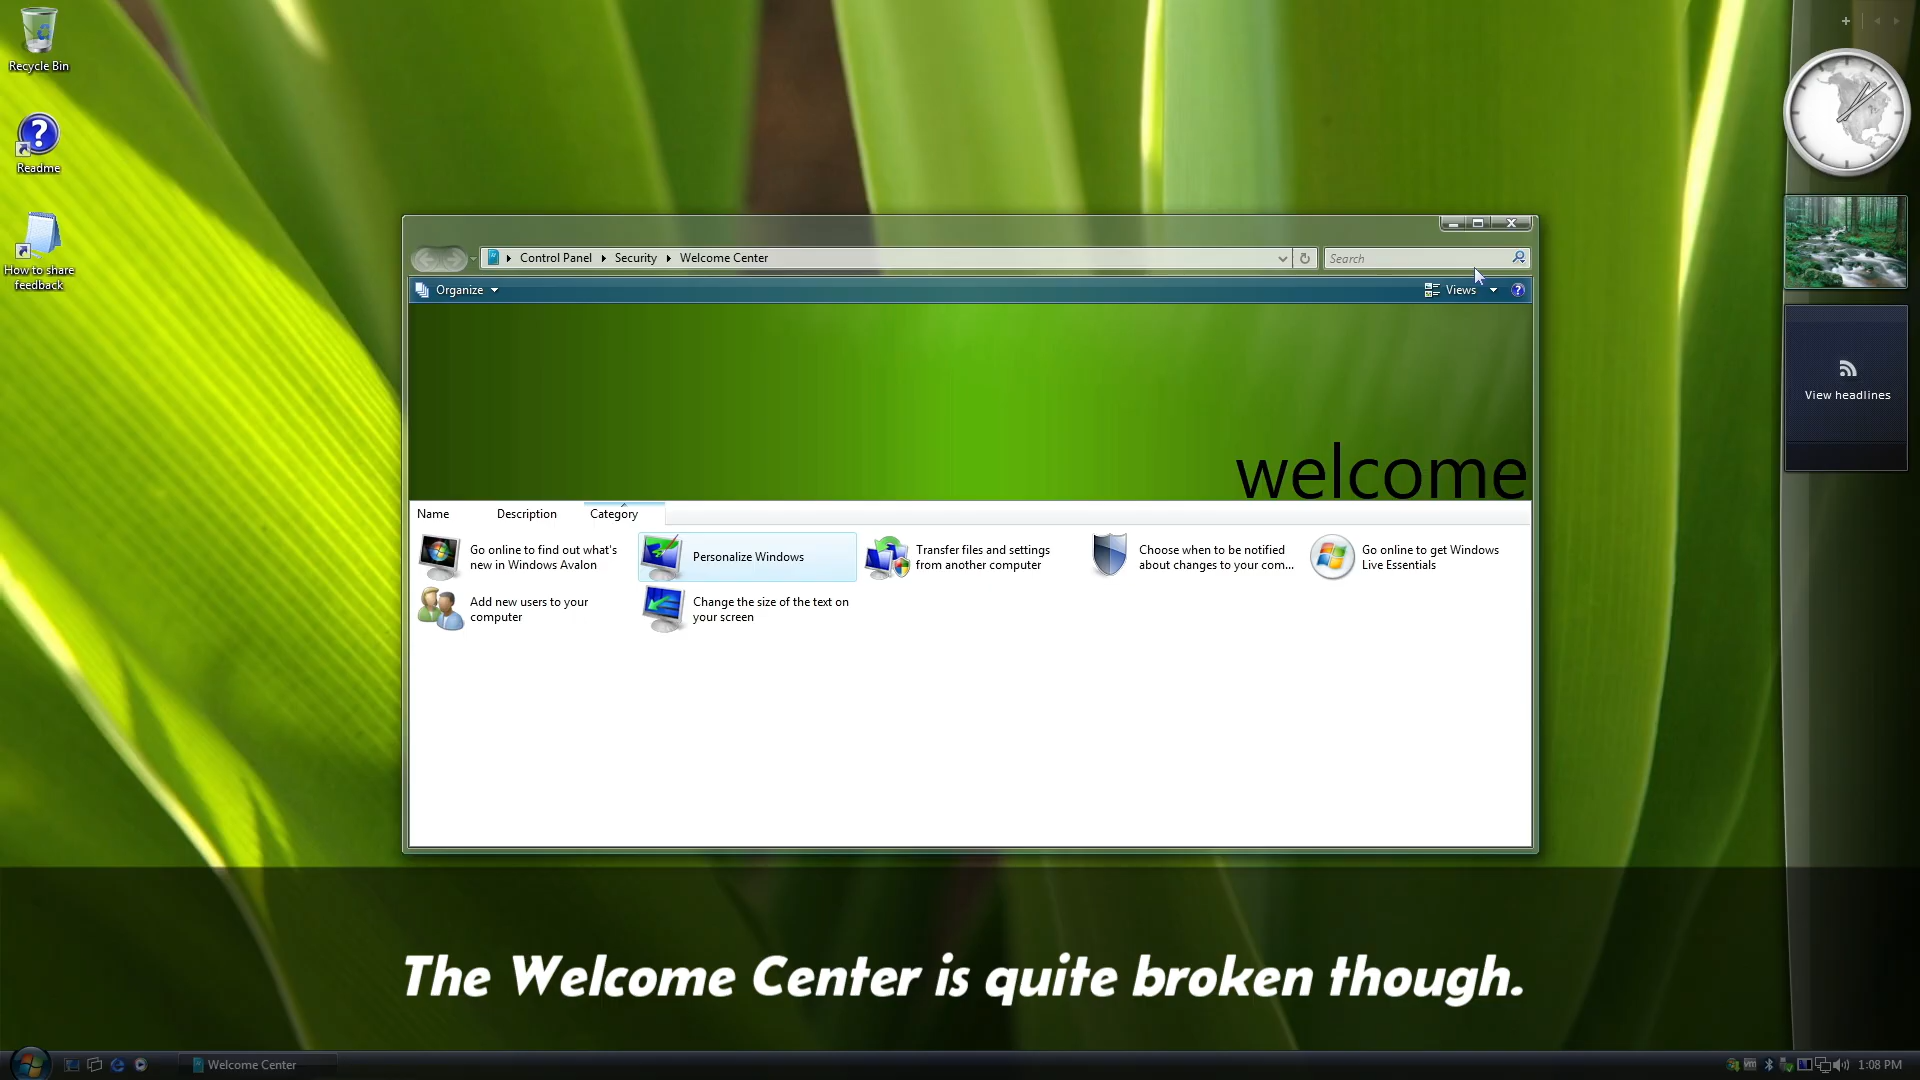 Recycle Bin
Readme
How to share
feedback
Control Panel
Security
Welcome Center
Search
Organize
Views
welcome
Name
Description
Category
Go online to find out what's
new in Windows Avalon
Personalize Windows
Transfer files and settings
from another computer
Choose when to be notified
about changes to your com...
Go online to get Windows
Live Essentials
Add new users to your
computer
Change the size of the text on
your screen
View headlines
The Welcome Center is quite broken though.
Welcome Center
1:08 PM